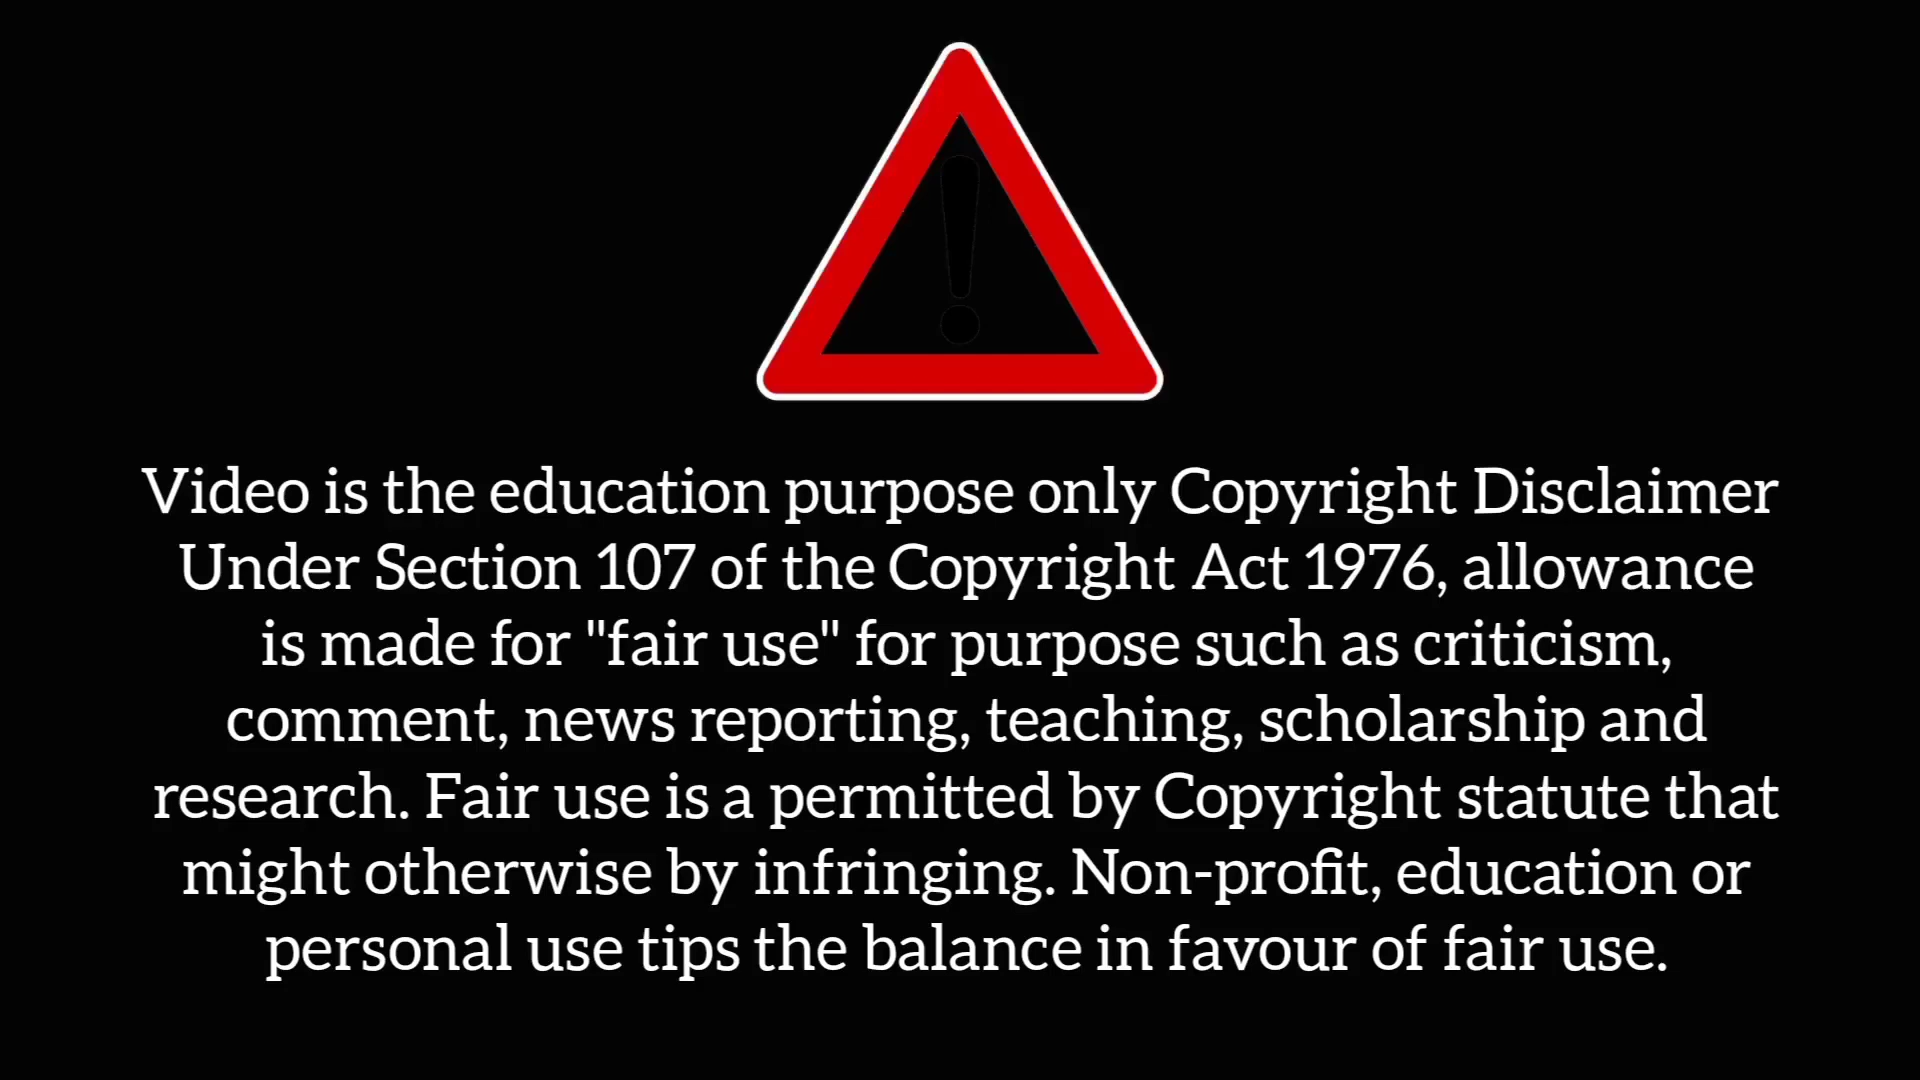 Video is the education purpose only Copyright Disclaimer
Under Section 107 of the Copyright Act 1976, allowance
is made for "fair use" for purpose such as criticism,
comment, news reporting, teaching, scholarship and
research. Fair use is a permitted by Copyright statute that
might otherwise by infringing. Non-profit, education or
personal use tips the balance in favour of fair use.